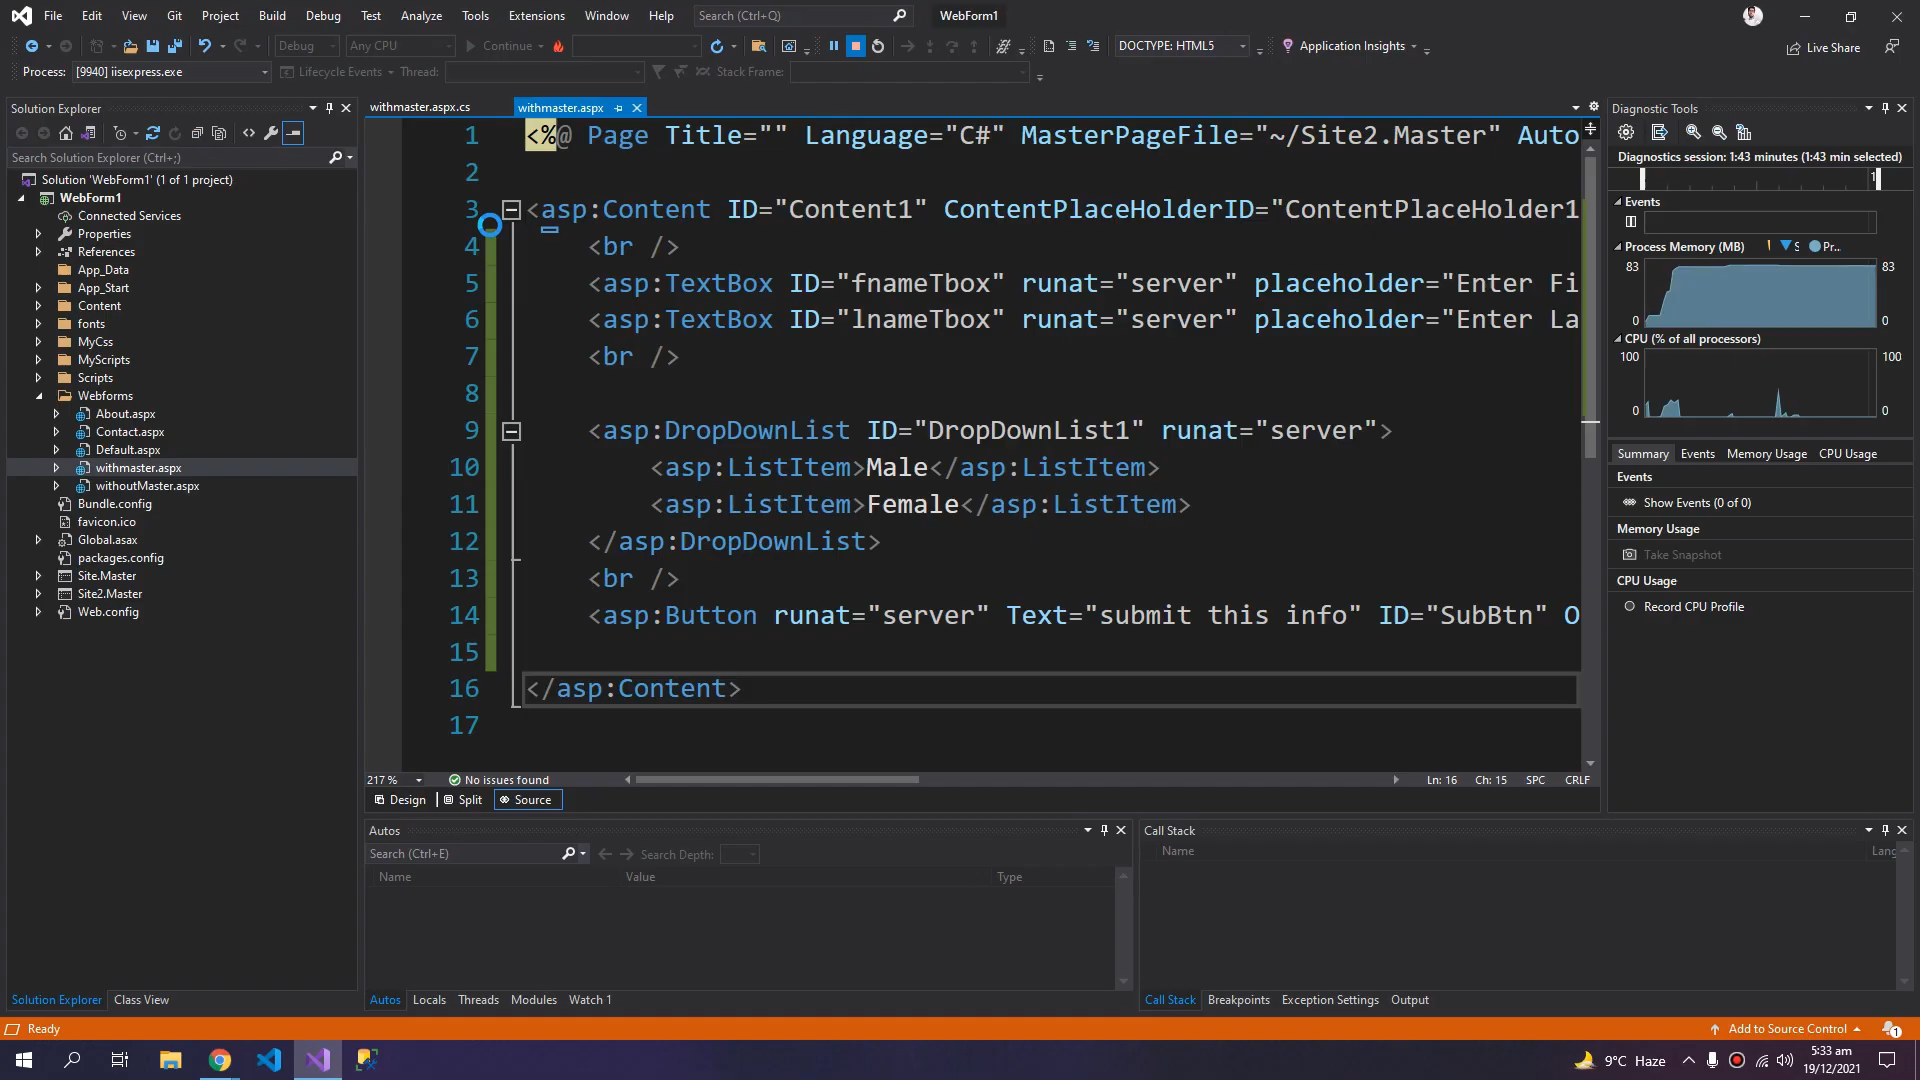 File Edit View Git Project Build Debug Test Analyze Tools Extensions Window Help Search (Ctrl+Q) WebForm1
Debug Any CPU Continue DOCTYPE: HTML5 Application Insights Live Share
Process: [9940] iisexpress.exe Lifecycle Events Thread: Stack Frame:
Solution Explorer
Search Solution Explorer (Ctrl+;)
Solution 'WebForm1' (1 of 1 project)
WebForm1
Connected Services
Properties
References
App_Data
App_Start
Content
fonts
MyCss
MyScripts
Scripts
Webforms
About.aspx
Contact.aspx
Default.aspx
withmaster.aspx
withoutMaster.aspx
Bundle.config
favicon.ico
Global.asax
packages.config
Site.Master
Site2.Master
Web.config
Solution Explorer Class View
withmaster.aspx.cs withmaster.aspx
1 <%@ Page Title="" Language="C#" MasterPageFile="~/Site2.Master" Auto
2
3 <asp:Content ID="Content1" ContentPlaceHolderID="ContentPlaceHolder1
4 <br />
5 <asp:TextBox ID="fnameTbox" runat="server" placeholder="Enter Fi
6 <asp:TextBox ID="lnameTbox" runat="server" placeholder="Enter La
7 <br />
8
9 <asp:DropDownList ID="DropDownList1" runat="server">
10 <asp:ListItem>Male</asp:ListItem>
11 <asp:ListItem>Female</asp:ListItem>
12 </asp:DropDownList>
13 <br />
14 <asp:Button runat="server" Text="submit this info" ID="SubBtn" O
15
16 </asp:Content>
17
217 % No issues found Ln: 16 Ch: 15 SPC CRLF
Design Split Source
Autos
Search (Ctrl+E) Search Depth:
Name Value Type
Autos Locals Threads Modules Watch 1
Call Stack
Name Lang
Call Stack Breakpoints Exception Settings Output
Diagnostic Tools
Diagnostics session: 1:43 minutes (1:43 min selected)
1
Events
Process Memory (MB) S Pr...
83 83
0 0
CPU (% of all processors)
100 100
0 0
Summary Events Memory Usage CPU Usage
Events
Show Events (0 of 0)
Memory Usage
Take Snapshot
CPU Usage
Record CPU Profile
Ready Add to Source Control 1
9°C Haze 5:33 am
19/12/2021